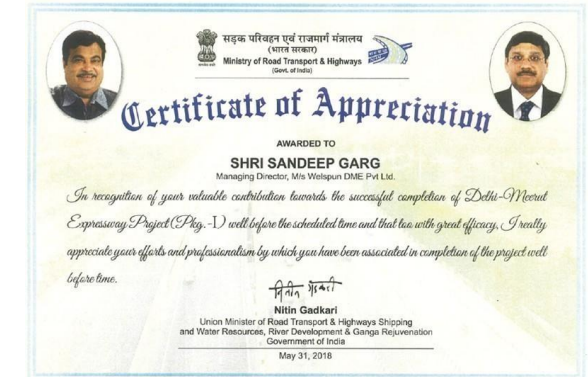 सड़क परिवहन एवं राजमार्ग मंत्रालय
(भारत सरकार)
Ministry of Road Transport & Highways
(Govt. of India)
Certificate of Appreciation
AWARDED TO
SHRI SANDEEP GARG
Managing Director, M/s Welspun DME Pvt Ltd.
In recognition of your valuable contribution towards the successful completion of Delhi-Meerut
Expressway Project (Pkg.-I) well before the scheduled time and that too with great efficacy, I really
appreciate your efforts and professionalism by which you have been associated in completion of the project well
before time.
नितीन गडकरी
Nitin Gadkari
Union Minister of Road Transport & Highways Shipping
and Water Resources, River Development & Ganga Rejuvenation
Government of India
May 31, 2018